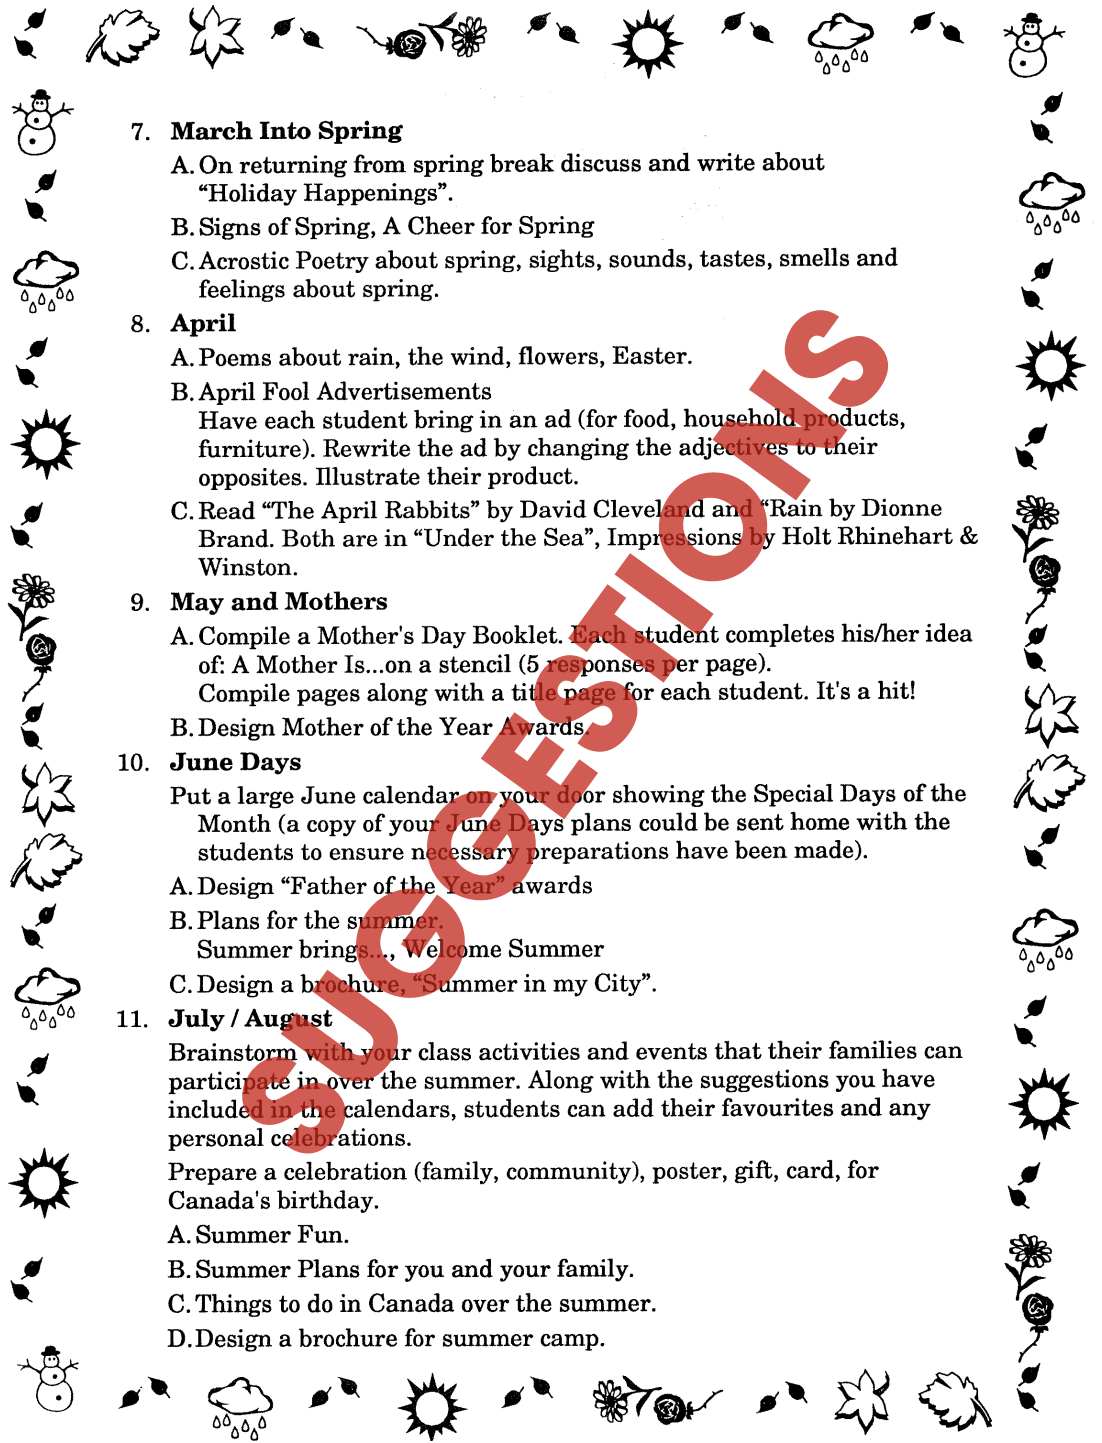 7. March Into Spring
A. On returning from spring break discuss and write about
“Holiday Happenings”.
B. Signs of Spring, A Cheer for Spring
C. Acrostic Poetry about spring, sights, sounds, tastes, smells and
feelings about spring.
8. April
A. Poems about rain, the wind, flowers, Easter.
B. April Fool Advertisements
Have each student bring in an ad (for food, household products,
furniture). Rewrite the ad by changing the adjectives to their
opposites. Illustrate their product.
C. Read “The April Rabbits” by David Cleveland and “Rain by Dionne
Brand. Both are in “Under the Sea”, Impressions by Holt Rhinehart &
Winston.
9. May and Mothers
A. Compile a Mother's Day Booklet. Each student completes his/her idea
of: A Mother Is...on a stencil (5 responses per page).
Compile pages along with a title page for each student. It's a hit!
B. Design Mother of the Year Awards.
10. June Days
Put a large June calendar on your door showing the Special Days of the
Month (a copy of your June Days plans could be sent home with the
students to ensure necessary preparations have been made).
A. Design “Father of the Year” awards
B. Plans for the summer.
Summer brings..., Welcome Summer
C. Design a brochure, “Summer in my City”.
11. July / August
Brainstorm with your class activities and events that their families can
participate in over the summer. Along with the suggestions you have
included in the calendars, students can add their favourites and any
personal celebrations.
Prepare a celebration (family, community), poster, gift, card, for
Canada's birthday.
A. Summer Fun.
B. Summer Plans for you and your family.
C. Things to do in Canada over the summer.
D. Design a brochure for summer camp.
SUGGESTIONS